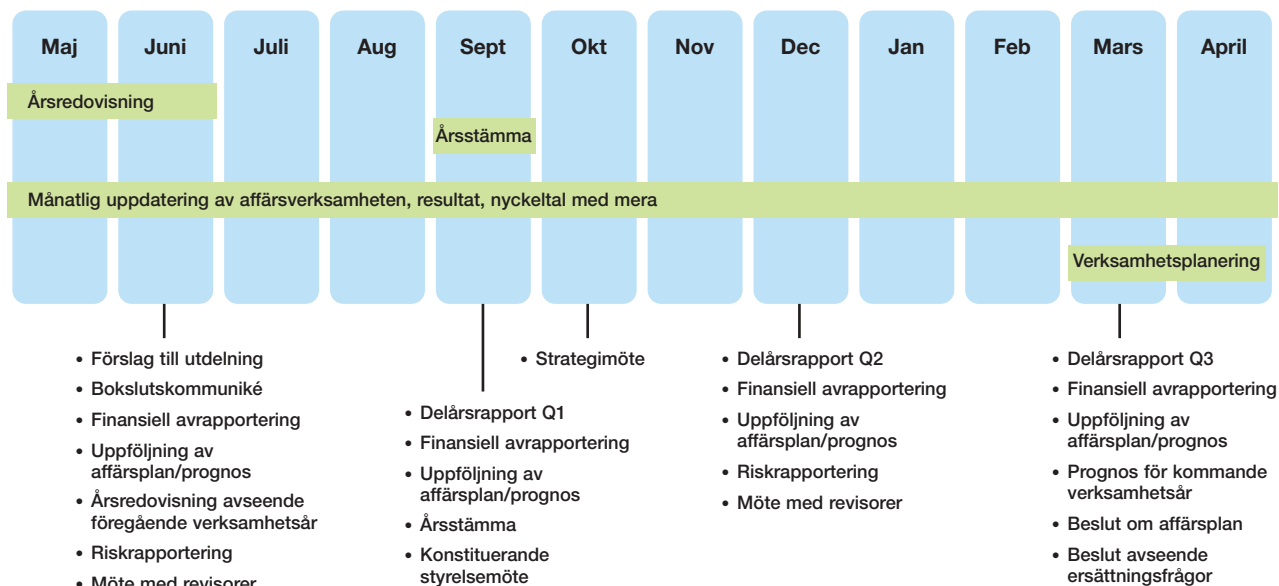 Maj
Juni
Juli
Aug
Sept
Okt
Nov
Dec
Jan
Feb
Mars
April
Årsredovisning
Årsstämma
Månatlig uppdatering av affärsverksamheten, resultat, nyckeltal med mera
Verksamhetsplanering
• Förslag till utdelning
• Bokslutskommuniké
• Finansiell avrapportering
• Uppföljning av
affärsplan/prognos
• Årsredovisning avseende
föregående verksamhetsår
• Riskrapportering
• Möte med revisorer
• Delårsrapport Q1
• Finansiell avrapportering
• Uppföljning av
affärsplan/prognos
• Årsstämma
• Konstituerande
styrelsemöte
• Strategimöte
• Delårsrapport Q2
• Finansiell avrapportering
• Uppföljning av
affärsplan/prognos
• Riskrapportering
• Möte med revisorer
• Delårsrapport Q3
• Finansiell avrapportering
• Uppföljning av
affärsplan/prognos
• Prognos för kommande
verksamhetsår
• Beslut om affärsplan
• Beslut avseende
ersättningsfrågor